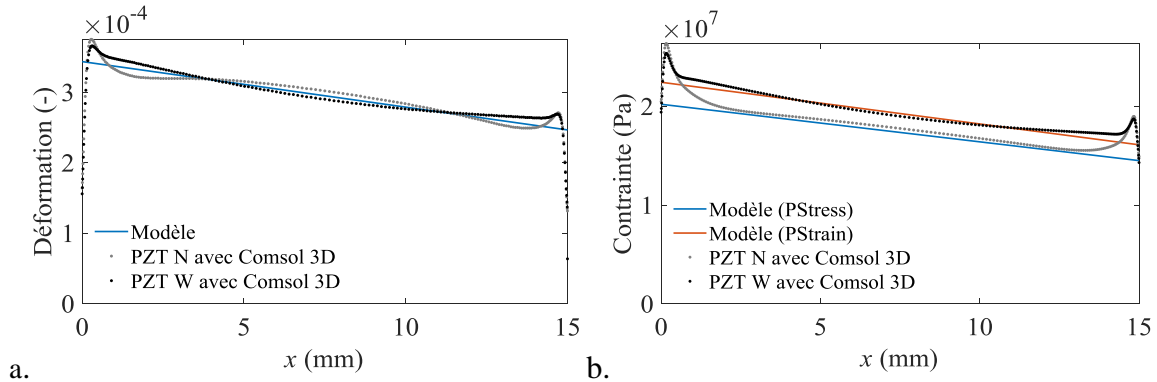 ×10⁻⁴
3
2
1
0
Déformation (-)
Modèle
PZT N avec Comsol 3D
PZT W avec Comsol 3D
0 5 10 15
x (mm)
a.
×10⁷
2
1
0
Contrainte (Pa)
Modèle (PStress)
Modèle (PStrain)
PZT N avec Comsol 3D
PZT W avec Comsol 3D
0 5 10 15
x (mm)
b.